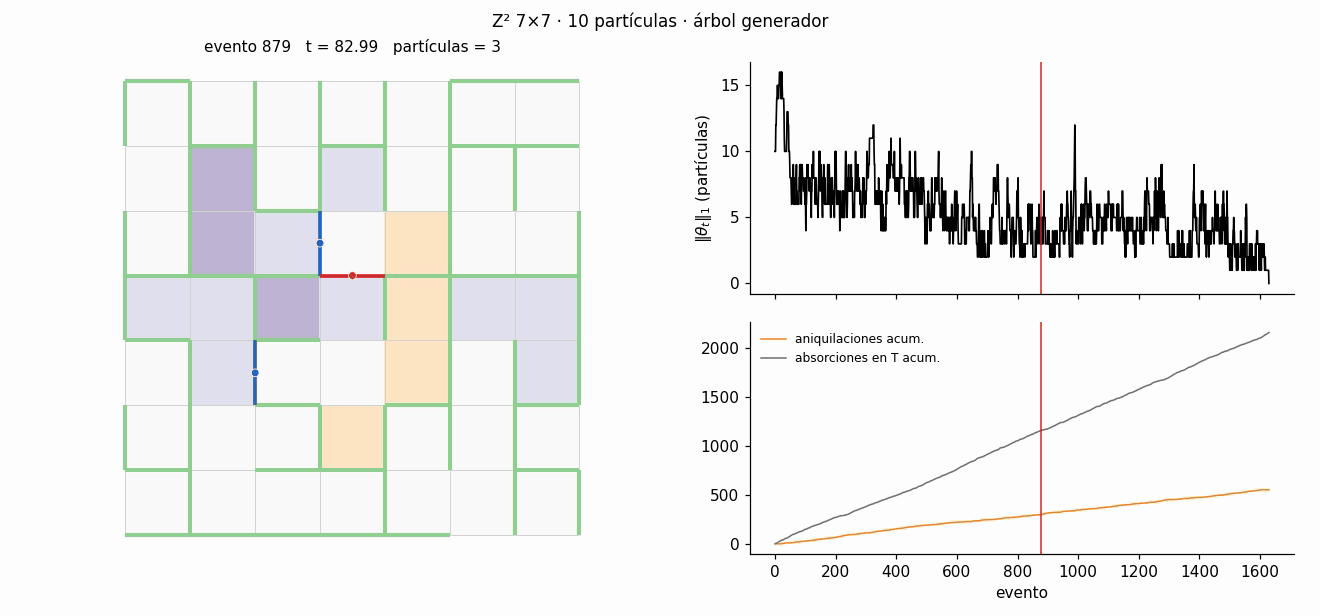 Z² 7×7 · 10 partículas · árbol generador
evento 879   t = 82.99   partículas = 3
‖θₜ‖₁ (partículas)
15
10
5
0
aniquilaciones acum.
absorciones en T acum.
2000
1500
1000
500
0
0 200 400 600 800 1000 1200 1400 1600
evento